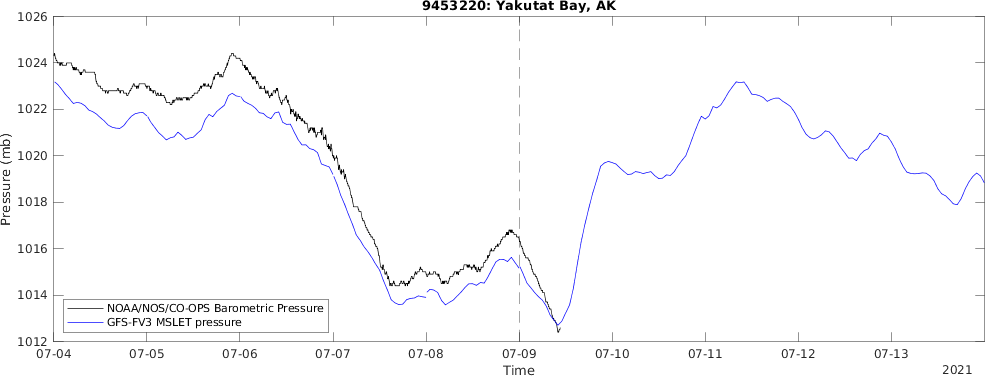 9453220: Yakutat Bay, AK
Pressure (mb)
1026
1024
1022
1020
1018
1016
1014
1012
NOAA/NOS/CO-OPS Barometric Pressure
GFS-FV3 MSLET pressure
07-04 07-05 07-06 07-07 07-08 07-09 07-10 07-11 07-12 07-13
Time
2021